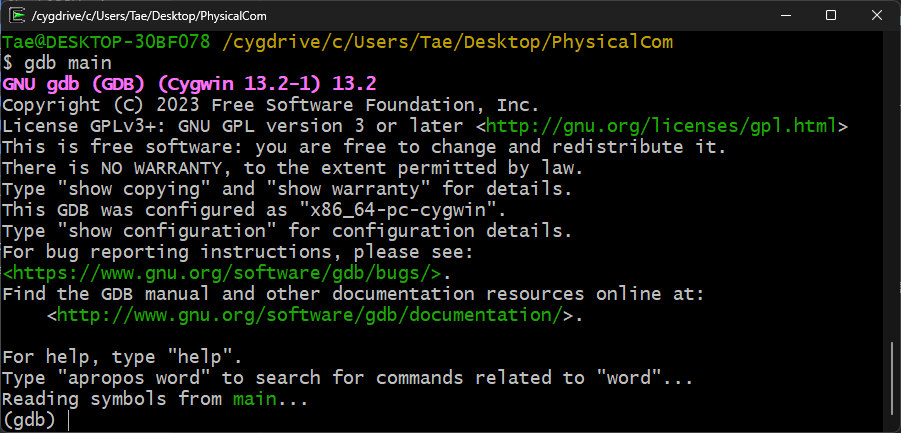 /cygdrive/c/Users/Tae/Desktop/PhysicalCom
Tae@DESKTOP-3OBF078 /cygdrive/c/Users/Tae/Desktop/PhysicalCom
$ gdb main
GNU gdb (GDB) (Cygwin 13.2-1) 13.2
Copyright (C) 2023 Free Software Foundation, Inc.
License GPLv3+: GNU GPL version 3 or later <http://gnu.org/licenses/gpl.html>
This is free software: you are free to change and redistribute it.
There is NO WARRANTY, to the extent permitted by law.
Type "show copying" and "show warranty" for details.
This GDB was configured as "x86_64-pc-cygwin".
Type "show configuration" for configuration details.
For bug reporting instructions, please see:
<https://www.gnu.org/software/gdb/bugs/>.
Find the GDB manual and other documentation resources online at:
    <http://www.gnu.org/software/gdb/documentation/>.

For help, type "help".
Type "apropos word" to search for commands related to "word"...
Reading symbols from main...
(gdb)